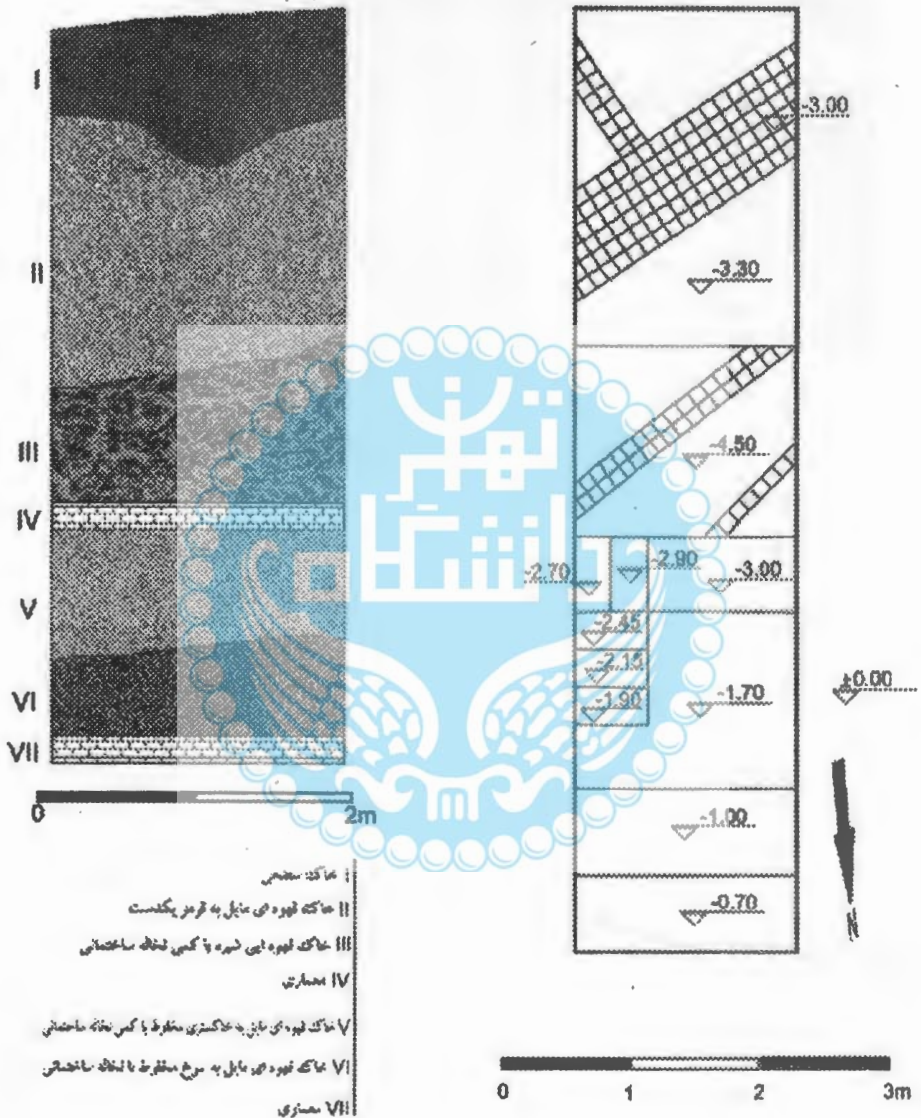 I
II
III
IV
V
VI
VII
0 2m
-3.00
-3.30
-4.50
-2.70
-2.90
-3.00
-2.45
-2.15
-1.90
-1.70
±0.00
-1.00
-0.70
0 1 2 3m
I خاک سطحی
II خاک قهوه ای مایل به قرمز یکدست
III خاک قهوه ایی تیره با کمی نخاله ساختمانی
IV معماری
V خاک قهوه ای مایل به خاکستری مخلوط با کمی نخاله ساختمانی
VI خاک قهوه ای مایل به سرخ مخلوط با نخاله ساختمانی
VII معماری